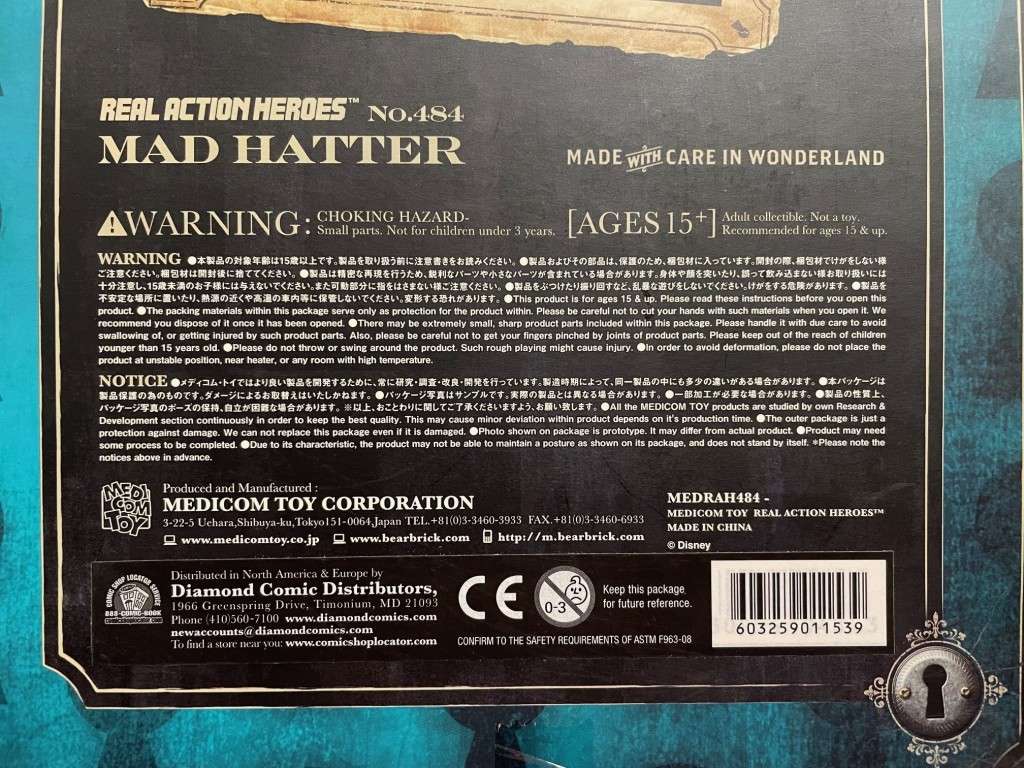 REAL ACTION HEROES™ No.484
MAD HATTER
MADE WITH CARE IN WONDERLAND
WARNING: CHOKING HAZARD-
Small parts. Not for children under 3 years.
[AGES 15+] Adult collectible. Not a toy.
Recommended for ages 15 & up.
WARNING ●本製品の対象年齢は15歳以上です。製品を取り扱う前に注意書きをお読みください。●製品およびその部品は、保護のため、梱包材に入っています。開封の際、梱包材でけがをしない様
ご注意ください。梱包材は開封後に捨ててください。●製品は精密な再現を行うため、鋭利なパーツや小さなパーツが含まれている場合があります。身体や顔を突いたり、誤って飲み込まない様お取り扱いには
十分注意し、15歳未満のお子様には与えないでください。また可動部分に指をはさまない様ご注意ください。●製品をぶつけたり振り回すなど、乱暴な遊びをしないでください。けがをする危険があります。●製品を
不安定な場所に置いたり、熱源の近くや高温の車内等に保管しないでください。変形する恐れがあります。●This product is for ages 15 & up. Please read these instructions before you open this
product. ●The packing materials within this package serve only as protection for the product within. Please be careful not to cut your hands with such materials when you open it. We
recommend you dispose of it once it has been opened. ●There may be extremely small, sharp product parts included within this package. Please handle it with due care to avoid
swallowing of, or getting injured by such product parts. Also, please be careful not to get your fingers pinched by joints of product parts. Please keep out of the reach of children
younger than 15 years old. ●Please do not throw or swing around the product. Such rough playing might cause injury. ●In order to avoid deformation, please do not place the
product at unstable position, near heater, or any room with high temperature.
NOTICE ●メディコム・トイではより良い製品を開発するために、常に研究・調査・改良・開発を行っています。製造時期によって、同一製品の中にも多少の違いがある場合があります。●本パッケージは
製品保護の為のものです。ダメージによるお取替えはいたしかねます。●パッケージ写真はサンプルです。実際の製品とは異なる場合があります。●一部加工が必要な場合があります。●製品の性質上、
パッケージ写真のポーズの保持、自立が困難な場合があります。※以上、おことわりに関してご了承くださいますよう、お願い致します。●All the MEDICOM TOY products are studied by own Research &
Development section continuously in order to keep the best quality. This may cause minor deviation within product depends on it's production time. ●The outer package is just a
protection against damage. We can not replace this package even if it is damaged. ●Photo shown on package is prototype. It may differ from actual product. ●Product may need
some process to be completed. ●Due to its characteristic, the product may not be able to maintain a posture as shown on its package, and does not stand by itself. *Please note the
notices above in advance.
MEDI
COM
TOY
Produced and Manufactured :
MEDICOM TOY CORPORATION
3-22-5 Uehara,Shibuya-ku,Tokyo151-0064,Japan TEL.+81(0)3-3460-3933 FAX.+81(0)3-3460-6933
www.medicomtoy.co.jp www.bearbrick.com http://m.bearbrick.com
MEDRAH484 -
MEDICOM TOY REAL ACTION HEROES™
MADE IN CHINA
© Disney
COMIC SHOP LOCATOR SERVICE
888-COMIC-BOOK
Distributed in North America & Europe by
Diamond Comic Distributors,
1966 Greenspring Drive, Timonium, MD 21093
Phone (410)560-7100 www.diamondcomics.com
newaccounts@diamondcomics.com
To find a store near you: www.comicshoplocator.com
CE
0-3
Keep this package
for future reference.
CONFIRM TO THE SAFETY REQUIREMENTS OF ASTM F963-08
603259011539